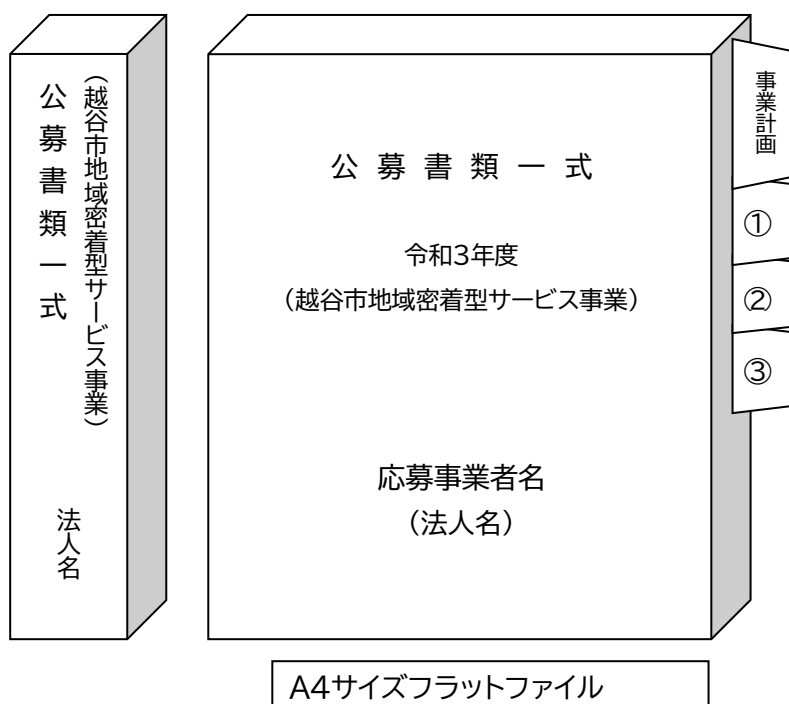 (越谷市地域密着型サービス事業)
公募書類一式
法人名
公募書類一式
令和3年度
(越谷市地域密着型サービス事業)
応募事業者名
(法人名)
事業計画
①
②
③
A4サイズフラットファイル